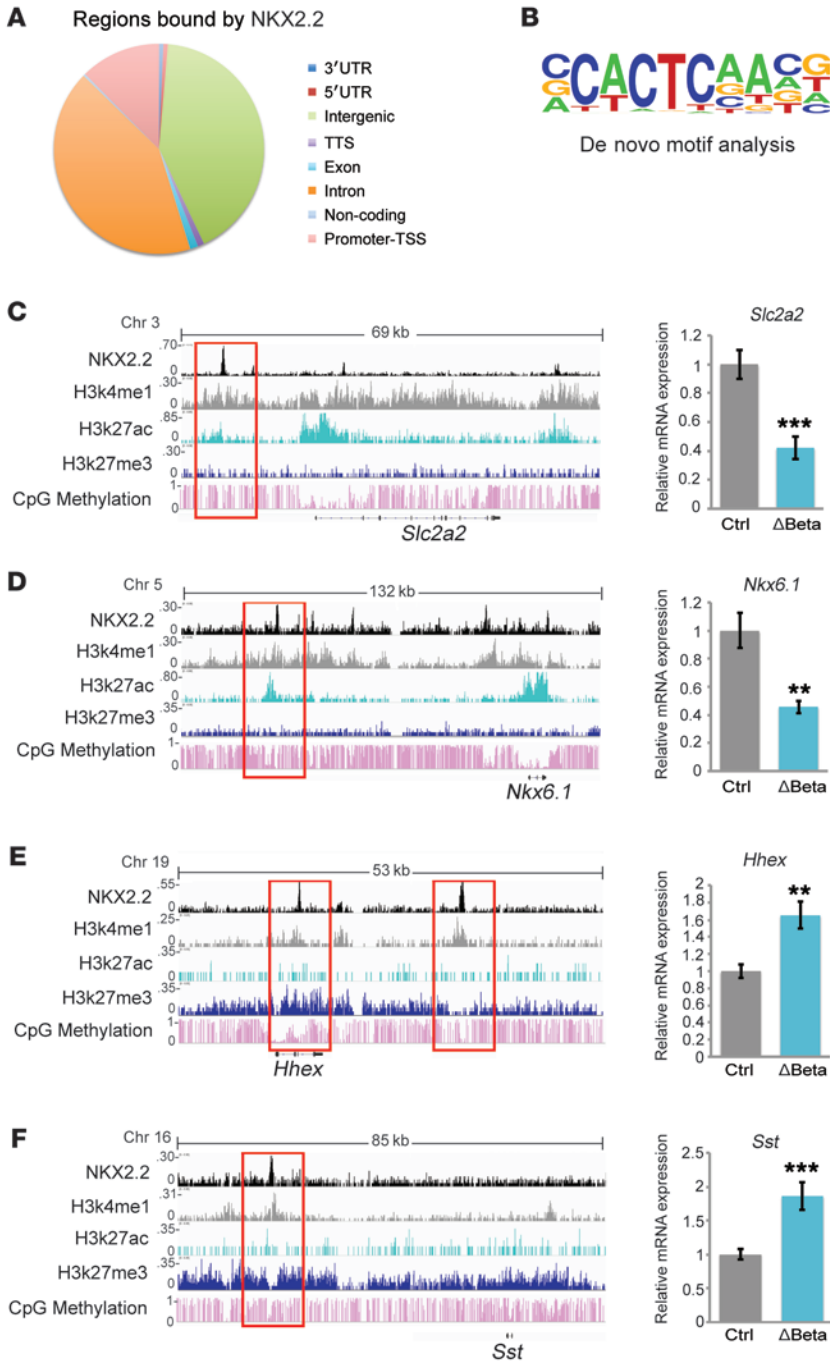 A
Regions bound by NKX2.2
3′UTR
5′UTR
Intergenic
TTS
Exon
Intron
Non-coding
Promoter-TSS
B
CCACTCAACG
De novo motif analysis
C
Chr 3
69 kb
NKX2.2
.70
0
H3k4me1
.30
0
H3k27ac
.85
0
H3k27me3
.30
0
CpG Methylation
1
0
Slc2a2
Slc2a2
Relative mRNA expression
1.2
1
0.8
0.6
0.4
0.2
0
***
Ctrl
ΔBeta
D
Chr 5
132 kb
NKX2.2
.30
0
H3k4me1
.30
0
H3k27ac
.80
0
H3k27me3
.35
0
CpG Methylation
1
0
Nkx6.1
Nkx6.1
Relative mRNA expression
1.2
1
0.8
0.6
0.4
0.2
0
**
Ctrl
ΔBeta
E
Chr 19
53 kb
NKX2.2
.55
0
H3k4me1
.25
0
H3k27ac
.35
0
H3k27me3
.35
0
CpG Methylation
1
0
Hhex
Hhex
Relative mRNA expression
2
1.8
1.6
1.4
1.2
1
0.8
0.6
0.4
0.2
0
**
Ctrl
ΔBeta
F
Chr 16
85 kb
NKX2.2
.30
0
H3k4me1
.31
0
H3k27ac
.35
0
H3k27me3
.35
0
CpG Methylation
1
0
Sst
Sst
Relative mRNA expression
2.5
2
1.5
1
0.5
0
***
Ctrl
ΔBeta